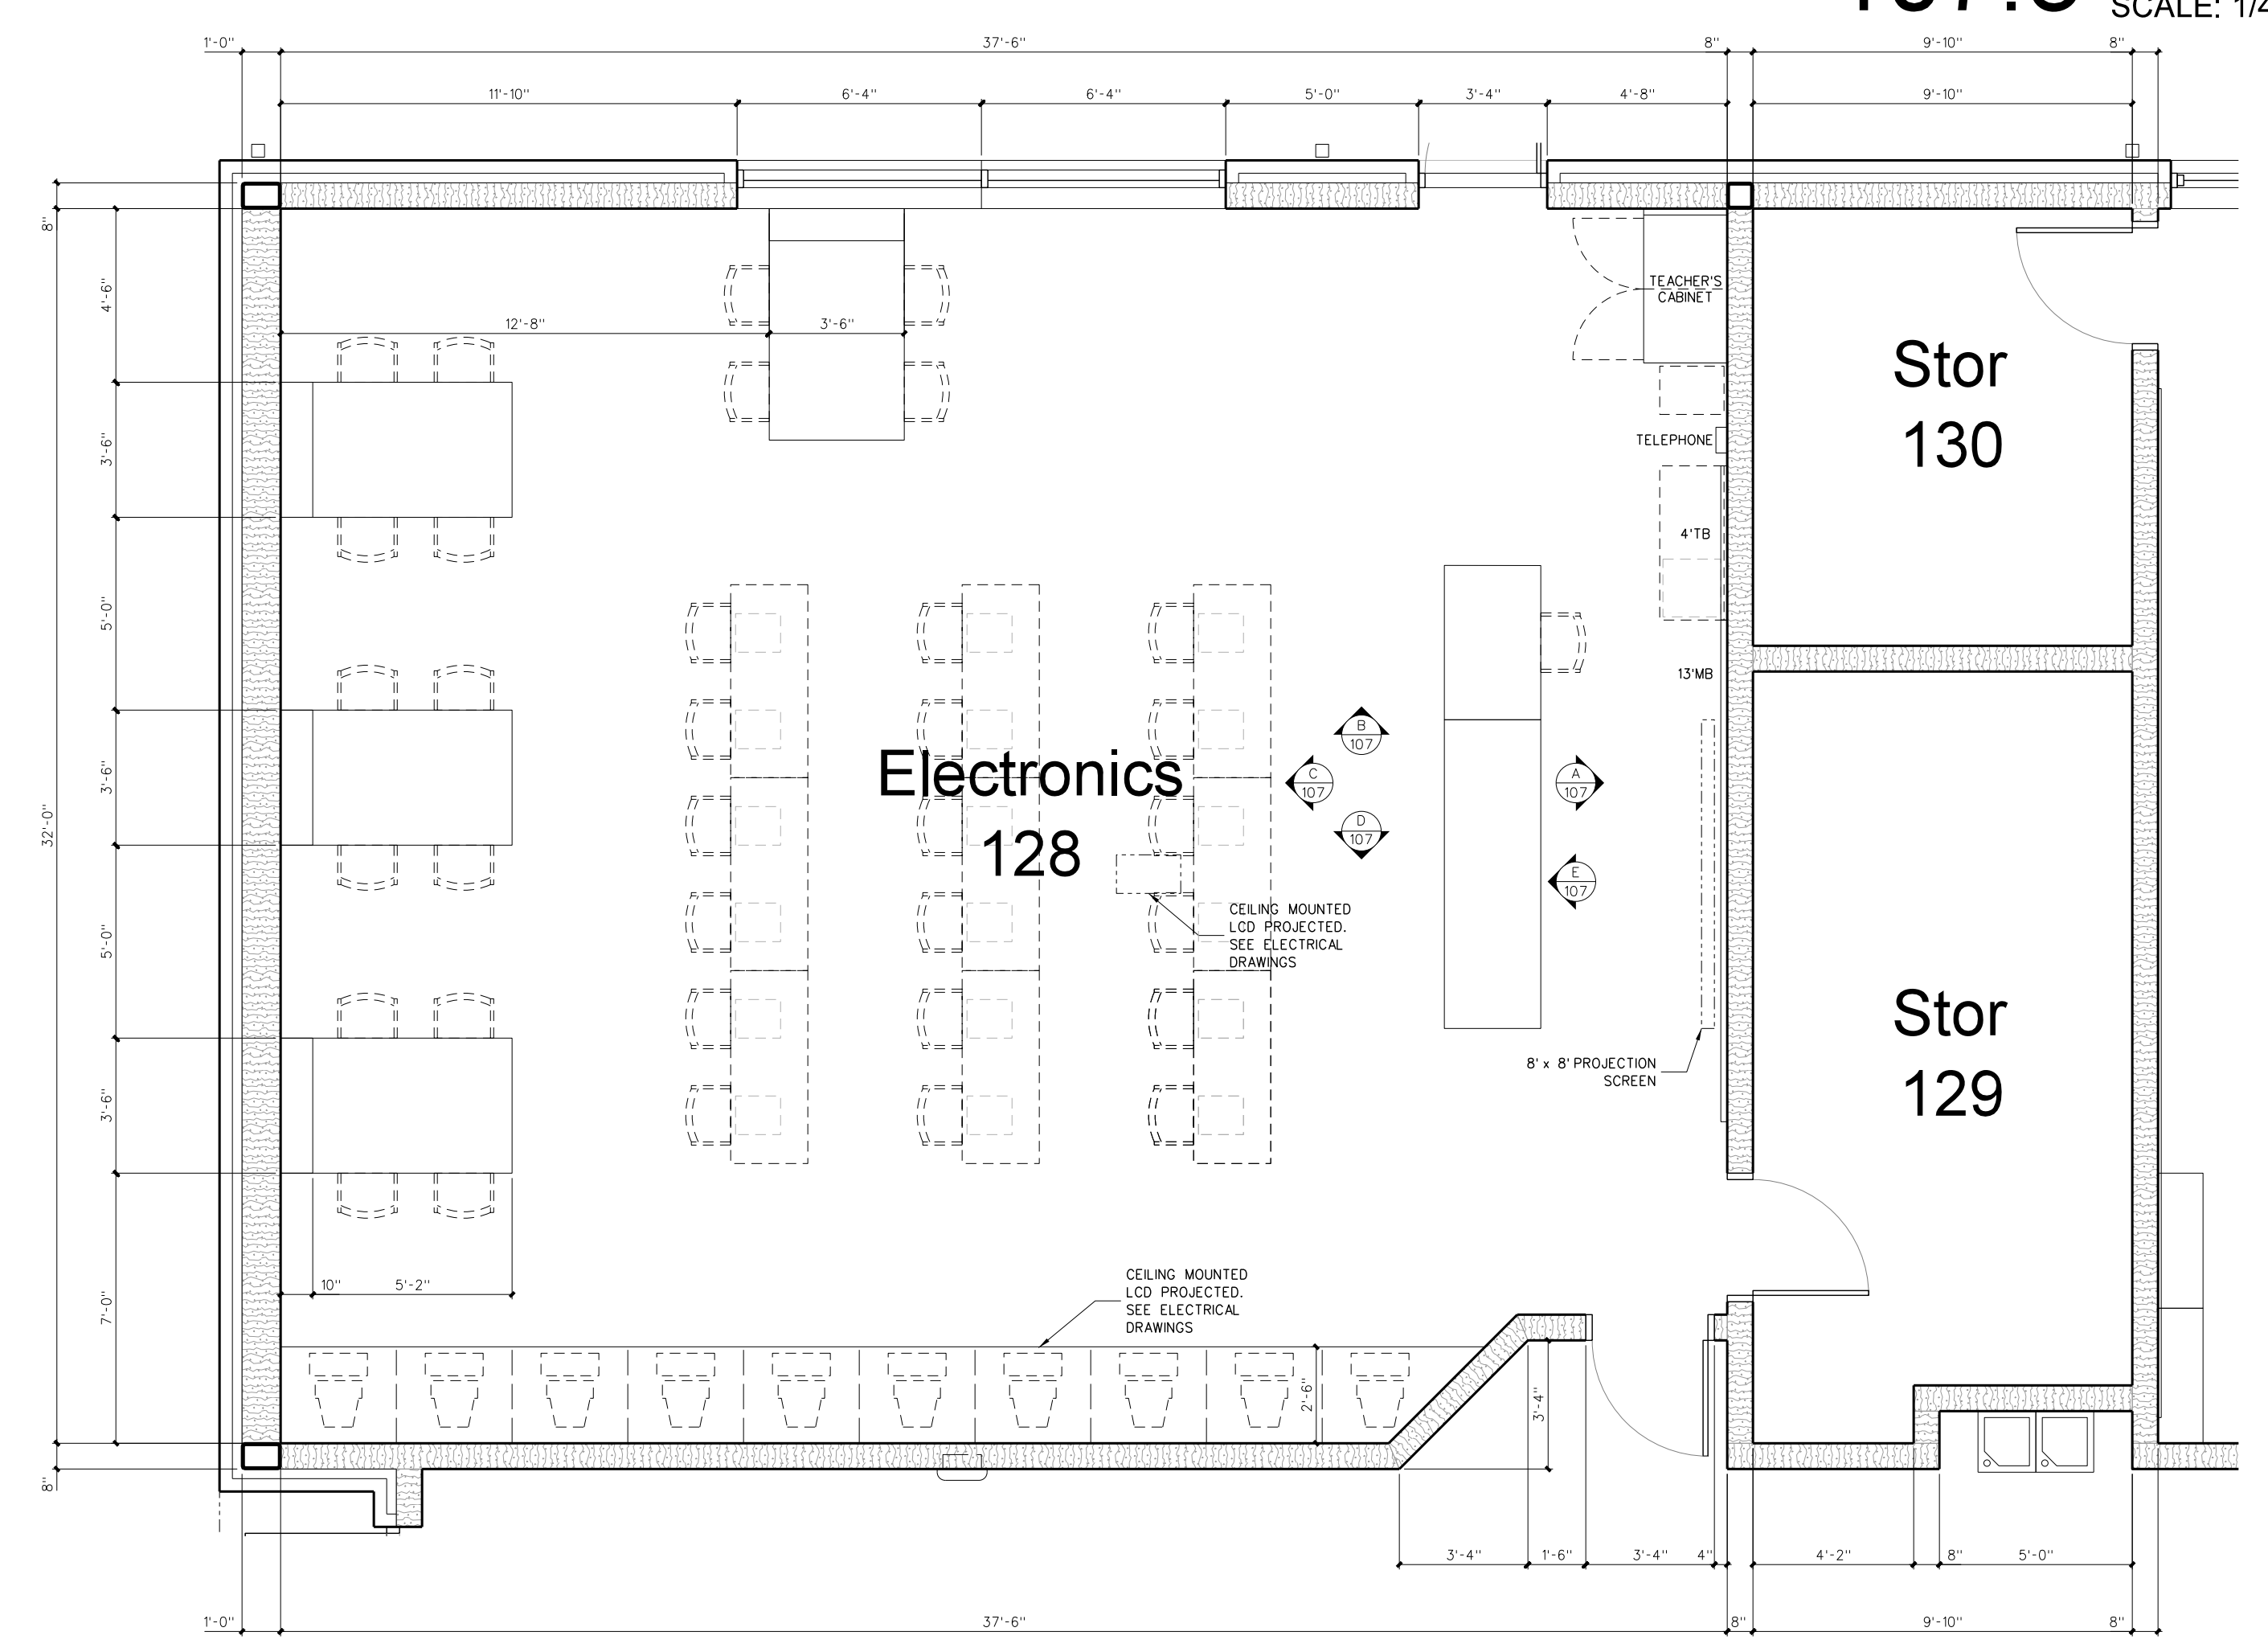 SCALE: 1/4
1'-0" 37'-6" 8" 9'-10" 8"
11'-10" 6'-4" 6'-4" 5'-0" 3'-4" 4'-8" 9'-10"
8"
4'-6"
TEACHER'S
CABINET
12'-8" 3'-6"
Stor
130
3'-6"
TELEPHONE
4'TB
5'-0"
13'MB
B
107
Electronics
128
C
107
A
107
3'-6"
32'-0"
D
107
E
107
CEILING MOUNTED
LCD PROJECTED.
SEE ELECTRICAL
DRAWINGS
5'-0"
Stor
129
8' x 8' PROJECTION
SCREEN
3'-6"
10" 5'-2"
7'-0"
CEILING MOUNTED
LCD PROJECTED.
SEE ELECTRICAL
DRAWINGS
2'-6"
3'-4"
8"
3'-4" 1'-6" 3'-4" 4" 4'-2" 8" 5'-0"
1'-0" 37'-6" 8" 9'-10" 8"